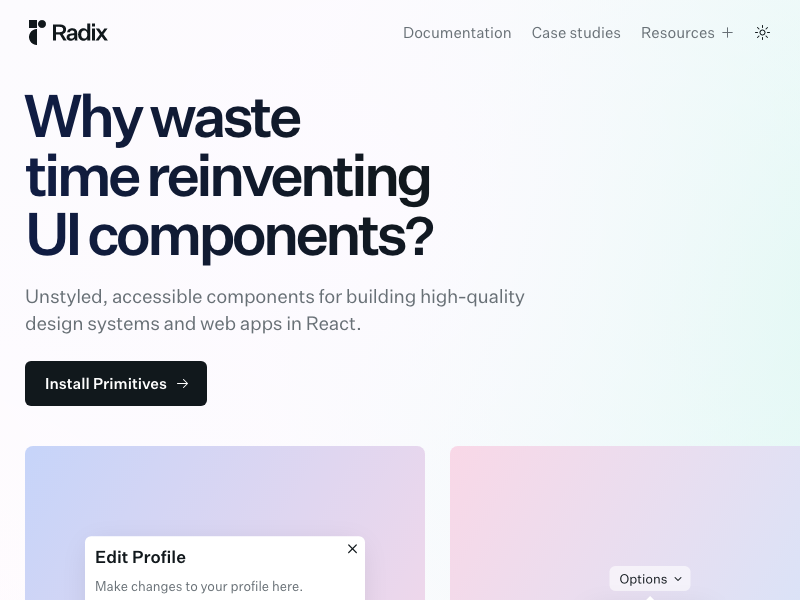 Radix
Documentation Case studies Resources
Why waste
time reinventing
UI components?
Unstyled, accessible components for building high-quality
design systems and web apps in React.
Install Primitives →
Edit Profile
Make changes to your profile here.
Options